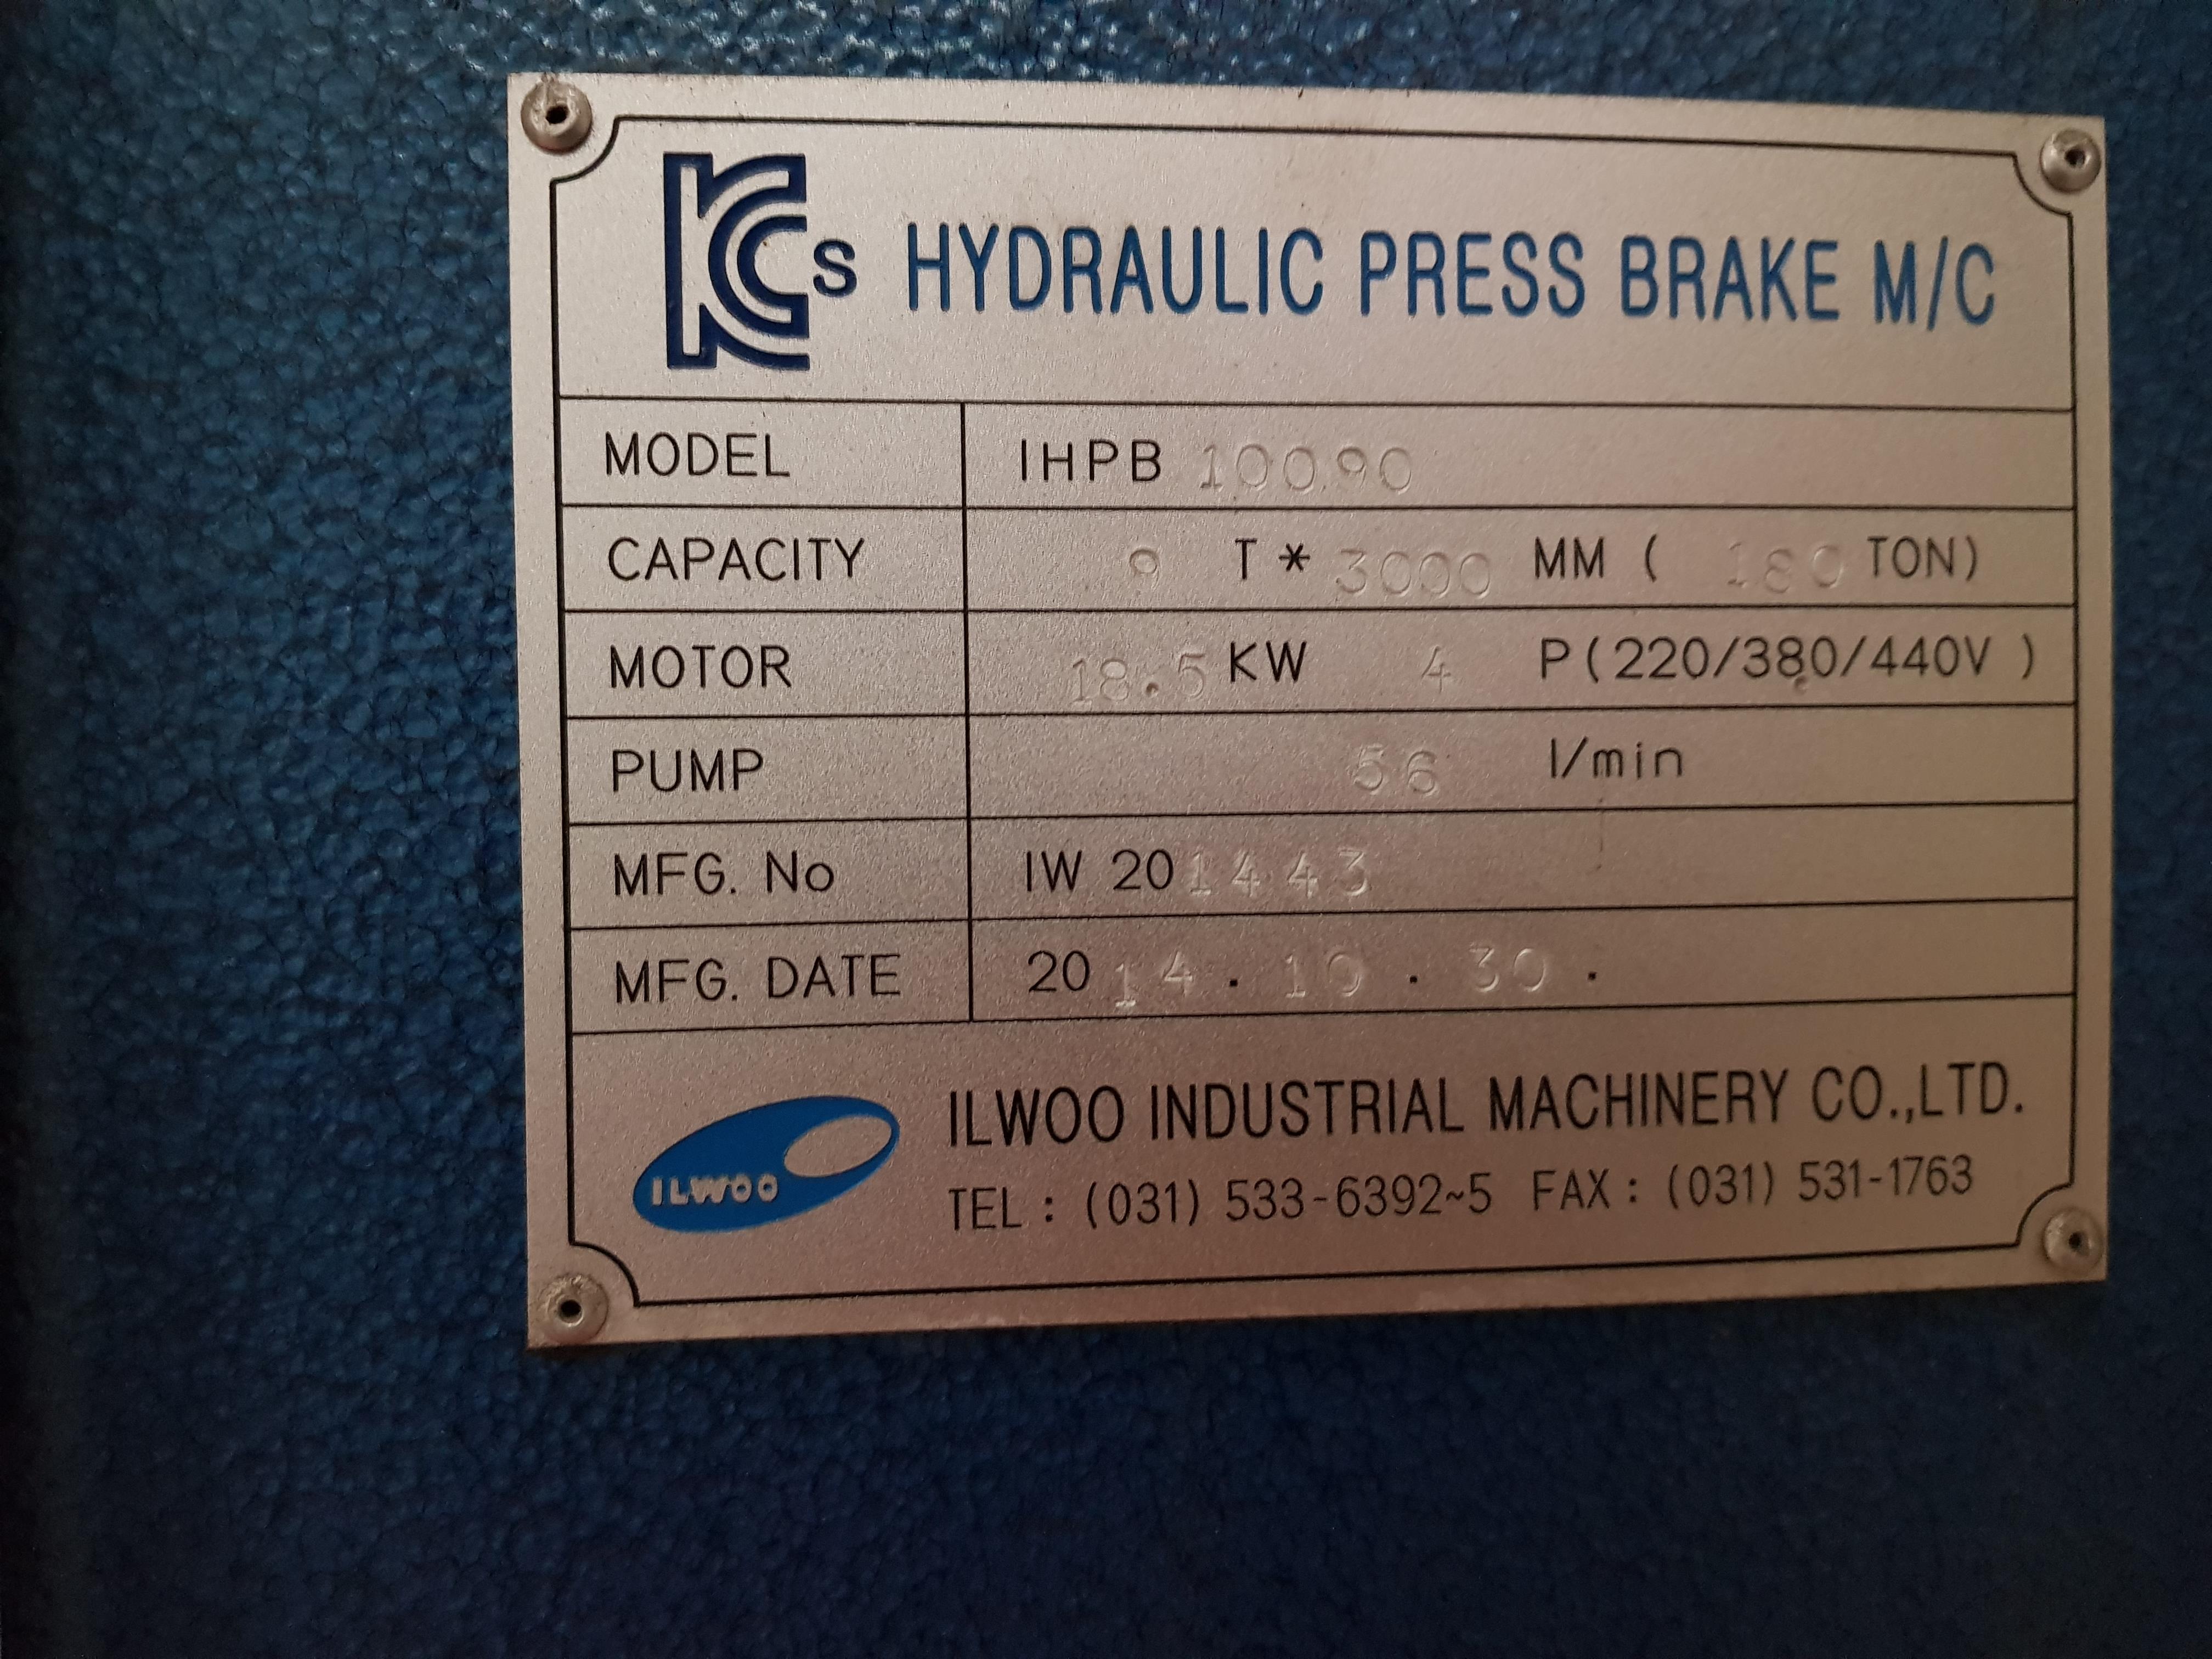 KCs HYDRAULIC PRESS BRAKE M/C
MODEL IHPB 10090
CAPACITY 9 T * 3000 MM ( 180 TON)
MOTOR 18.5 KW 4 P(220/380/440V )
PUMP 56 l/min
MFG. No IW 201443
MFG. DATE 2014 . 10 . 30 .
ILWOO ILWOO INDUSTRIAL MACHINERY CO.,LTD.
TEL : (031) 533-6392~5 FAX : (031) 531-1763